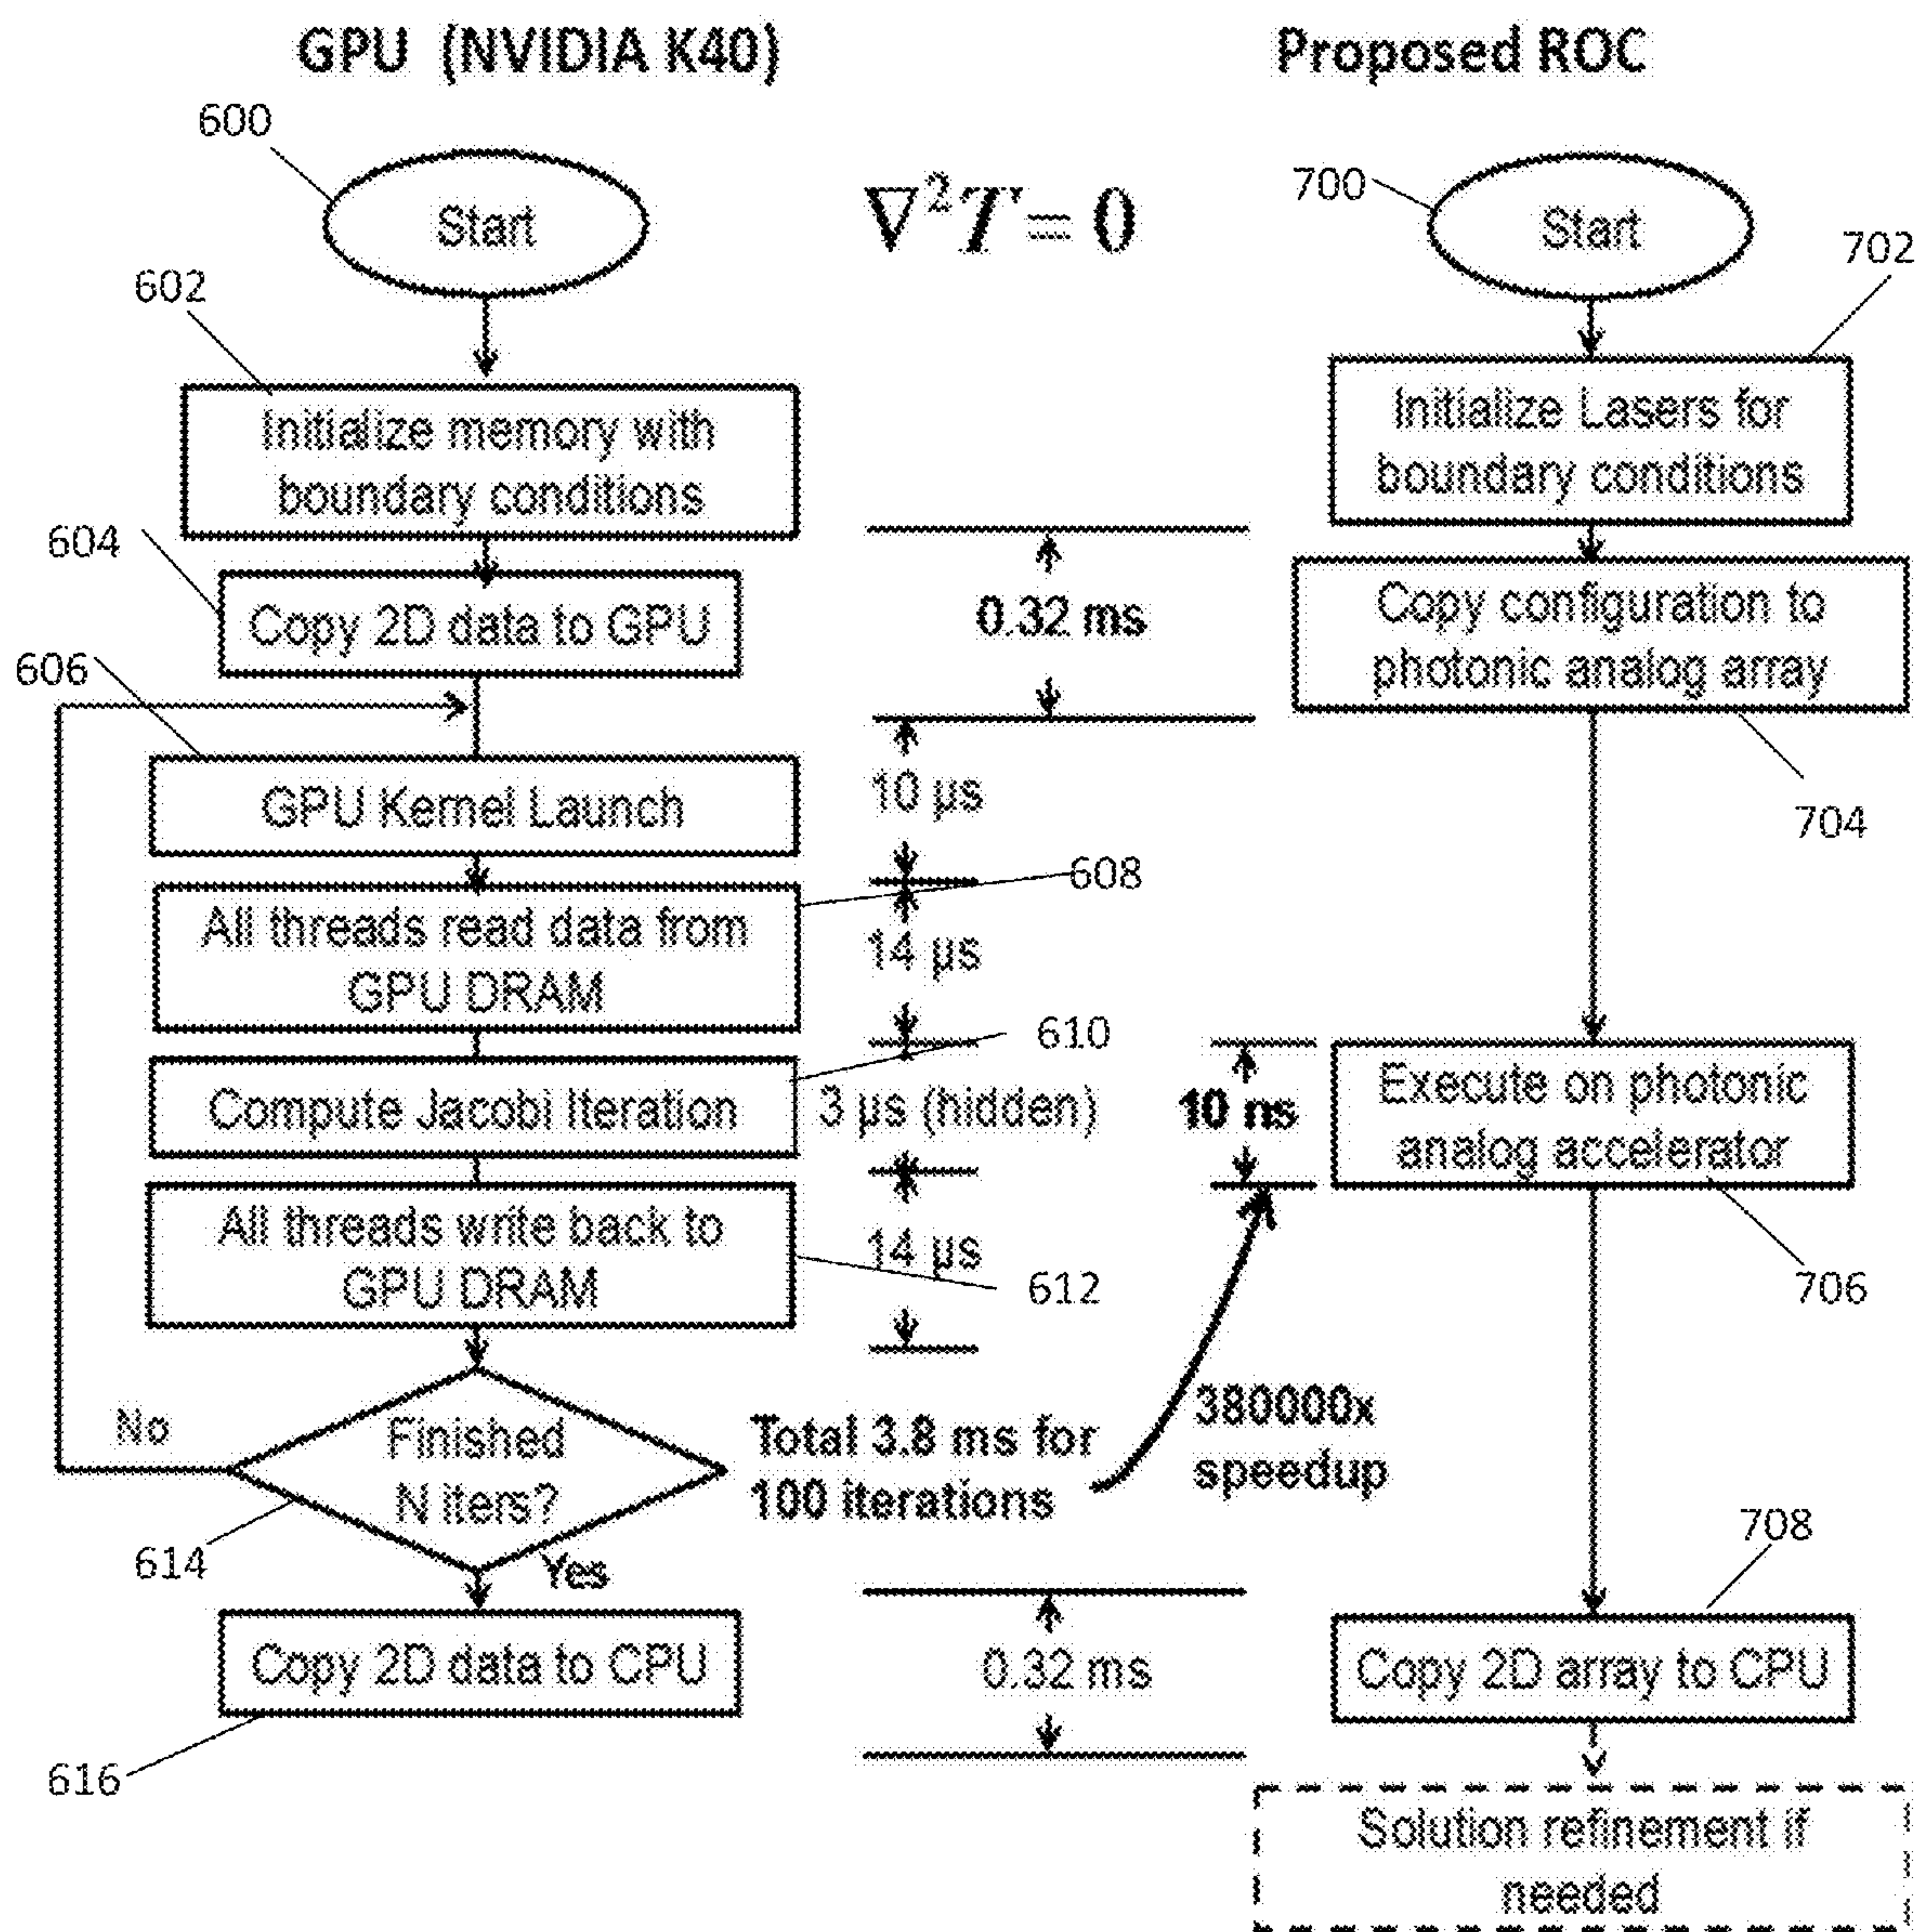 GPU (NVIDIA K40)
Proposed ROC
600
Start
∇²T = 0
700
Start
702
602
Initialize memory with
boundary conditions
Initialize Lasers for
boundary conditions
604
Copy 2D data to GPU
0.32 ms
Copy configuration to
photonic analog array
704
606
GPU Kernel Launch
10 µs
608
All threads read data from
GPU DRAM
14 µs
610
Compute Jacobi Iteration
3 µs (hidden)
10 ns
Execute on photonic
analog accelerator
706
All threads write back to
GPU DRAM
14 µs
612
No
Finished
N iters?
614
Yes
Total 3.8 ms for
100 iterations
380000x
speedup
708
Copy 2D data to CPU
616
0.32 ms
Copy 2D array to CPU
Solution refinement if
needed